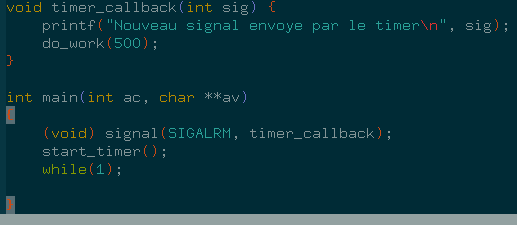 void timer_callback(int sig) {
    printf("Nouveau signal envoye par le timer\n", sig);
    do_work(500);
}
int main(int ac, char **av)
{
    (void) signal(SIGALRM, timer_callback);
    start_timer();
    while(1);
}